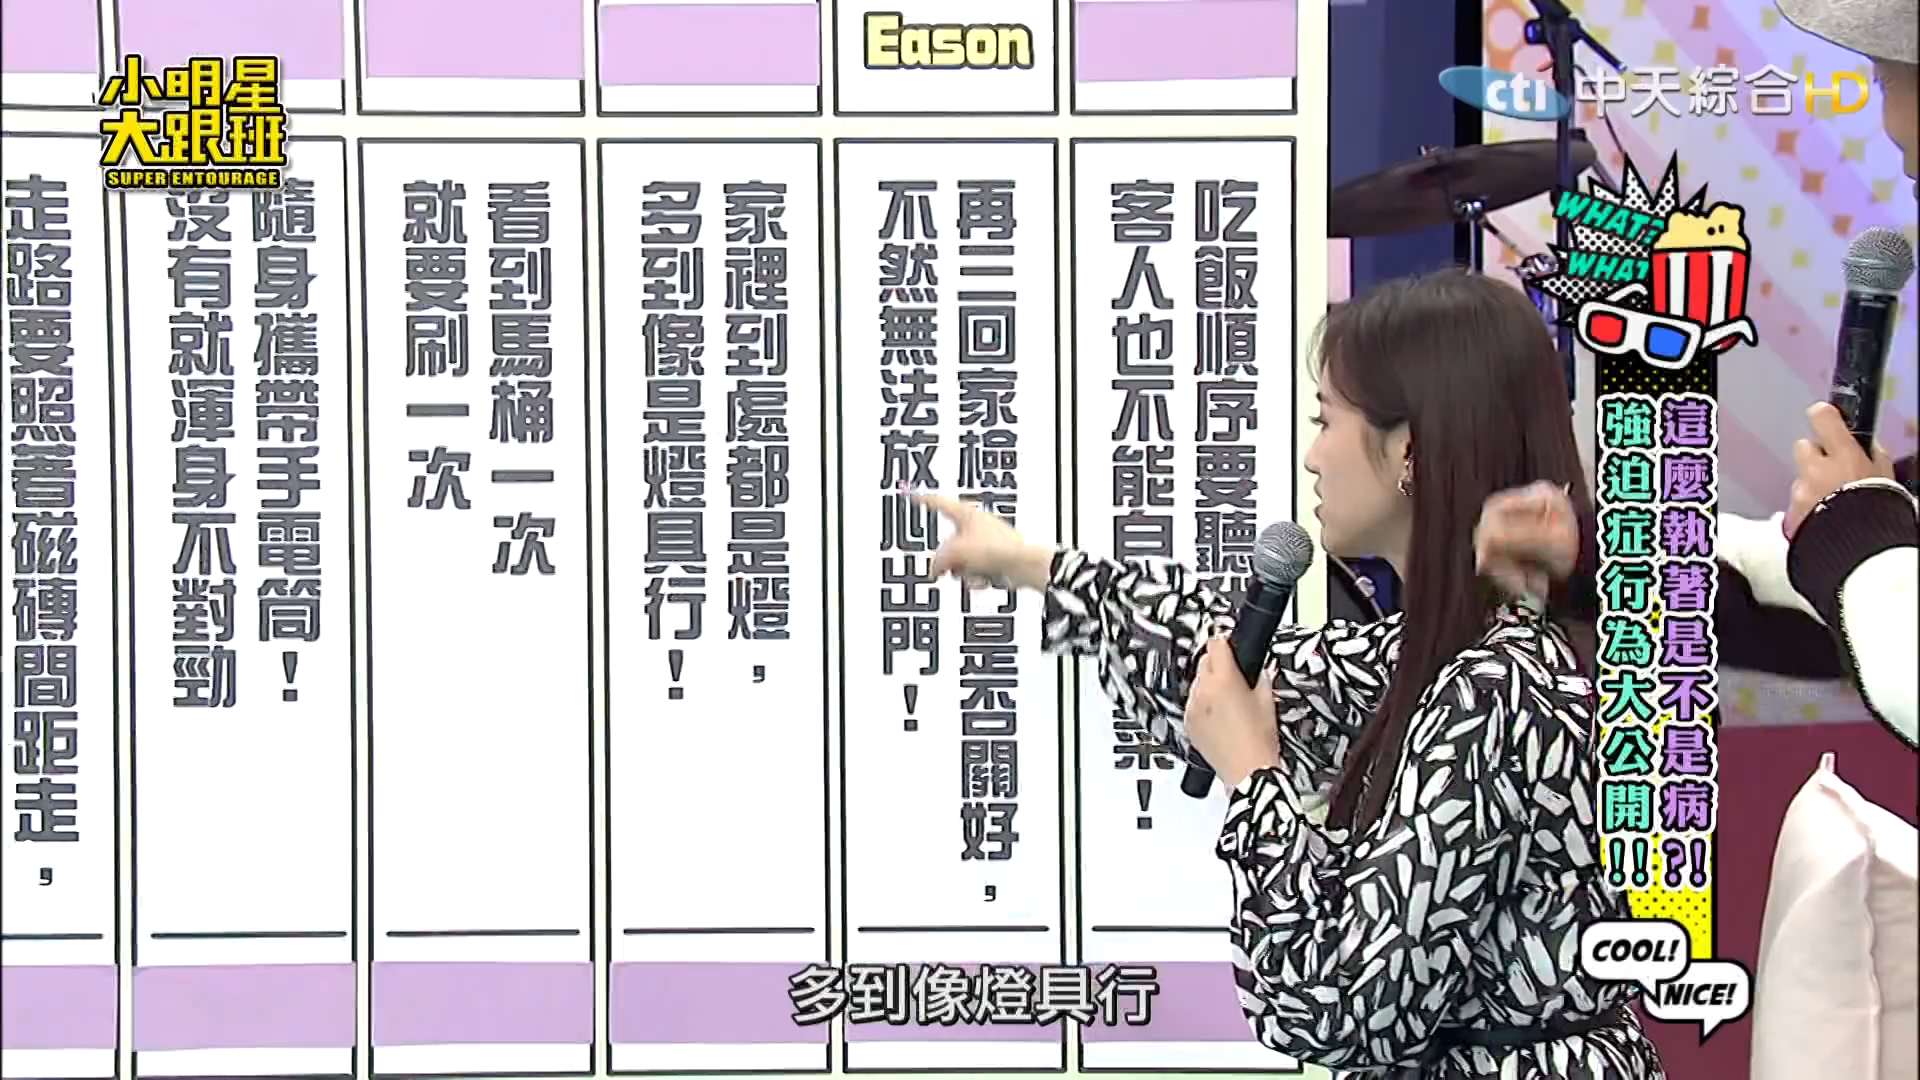 小明星
大跟班
SUPER ENTOURAGE
Eason
cti 中天綜合HD
吃飯順序要聽
客人也不能自
再三回家檢
是否關好，
不然無法放心出門！
家裡到處都是燈，
多到像是燈具行！
看到馬桶一次
就要刷一次
隨身攜帶手電筒！
沒有就渾身不對勁
走路要照著磁磚間距走，
WHAT?
WHAT
這麼執著是不是病?!
強迫症行為大公開!!
COOL!
NICE!
多到像燈具行